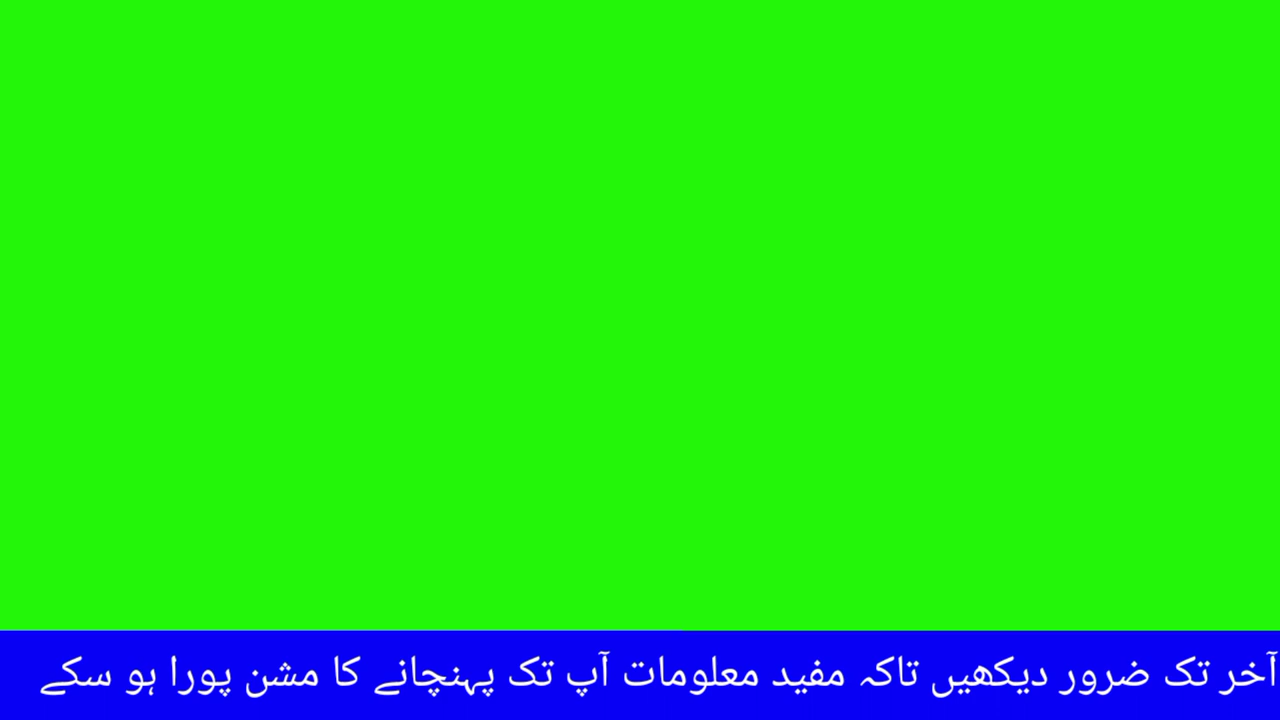 آخر تک ضرور دیکھیں تاکہ مفید معلومات آپ تک پہنچانے کا مشن پورا ہو سکے